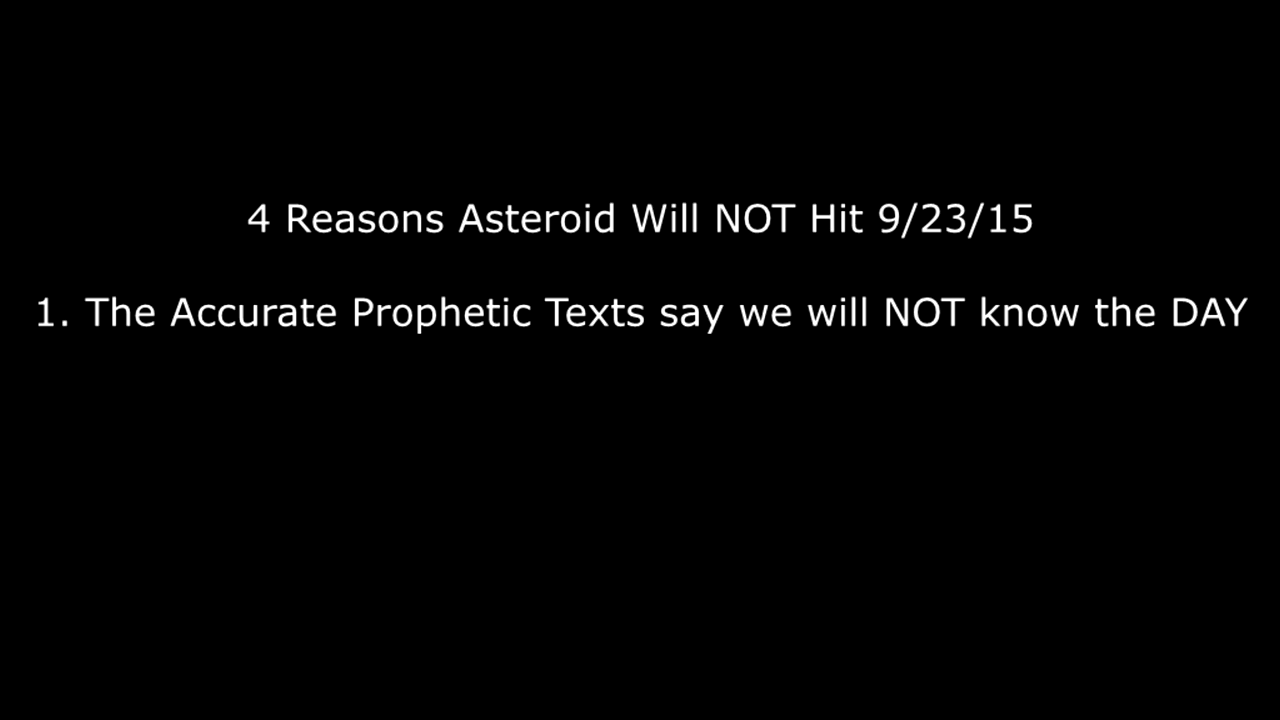 4 Reasons Asteroid Will NOT Hit 9/23/15
1. The Accurate Prophetic Texts say we will NOT know the DAY